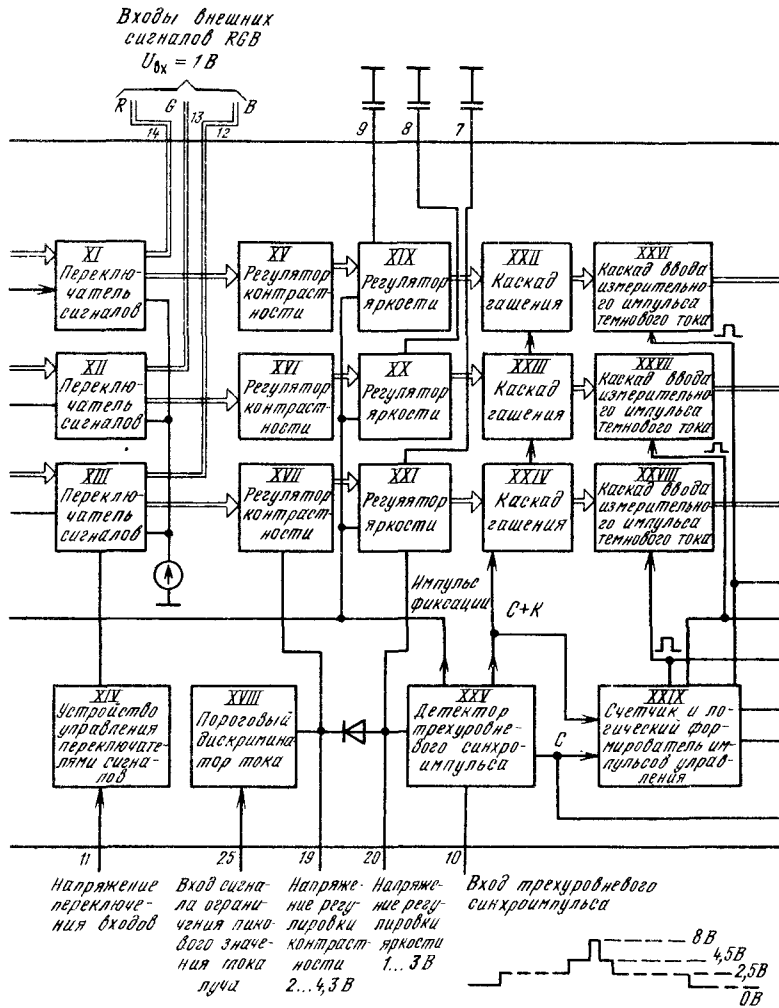 Входы внешних
сигналов RGB
Uвх = 1 В
R
G
B
14
13
12
9
8
7
XI
Переклю-
чатель
сигналов
XV
Регулятор
контраст-
ности
XIX
Регулятор
яркости
XXII
Каскад
гашения
XXVI
Каскад ввода
измерительно-
го импульса
темнового тока
XII
Переклю-
чатель
сигналов
XVI
Регулятор
контраст-
ности
XX
Регулятор
яркости
XXIII
Каскад
гашения
XXVII
Каскад ввода
измерительно-
го импульса
темнового тока
XIII
Переклю-
чатель
сигналов
XVII
Регулятор
контраст-
ности
XXI
Регулятор
яркости
XXIV
Каскад
гашения
XXVIII
Каскад ввода
измерительно-
го импульса
темнового тока
Импульс
фиксации
C+K
XIV
Устройство
управления
переключате-
лями сигна-
лов
XVIII
Пороговый
дискримина
тор тока
XXV
Детектор
трехуровне-
вого синхро-
импульса
C
XXIX
Счетчик и ло-
гический фор-
мирователь им-
пульсов управ-
ления
11
25
19
20
10
Напряжение
переключе-
ния входов
Вход сигна-
ла ограни-
чения пико-
вого значе-
ния тока
луча
Напряже-
ние регу-
лировки
контраст-
ности
2...4,3 В
Напряже-
ние регу-
лировки
яркости
1...3 В
Вход трехуровневого
синхроимпульса
8 В
4,5 В
2,5 В
0 В